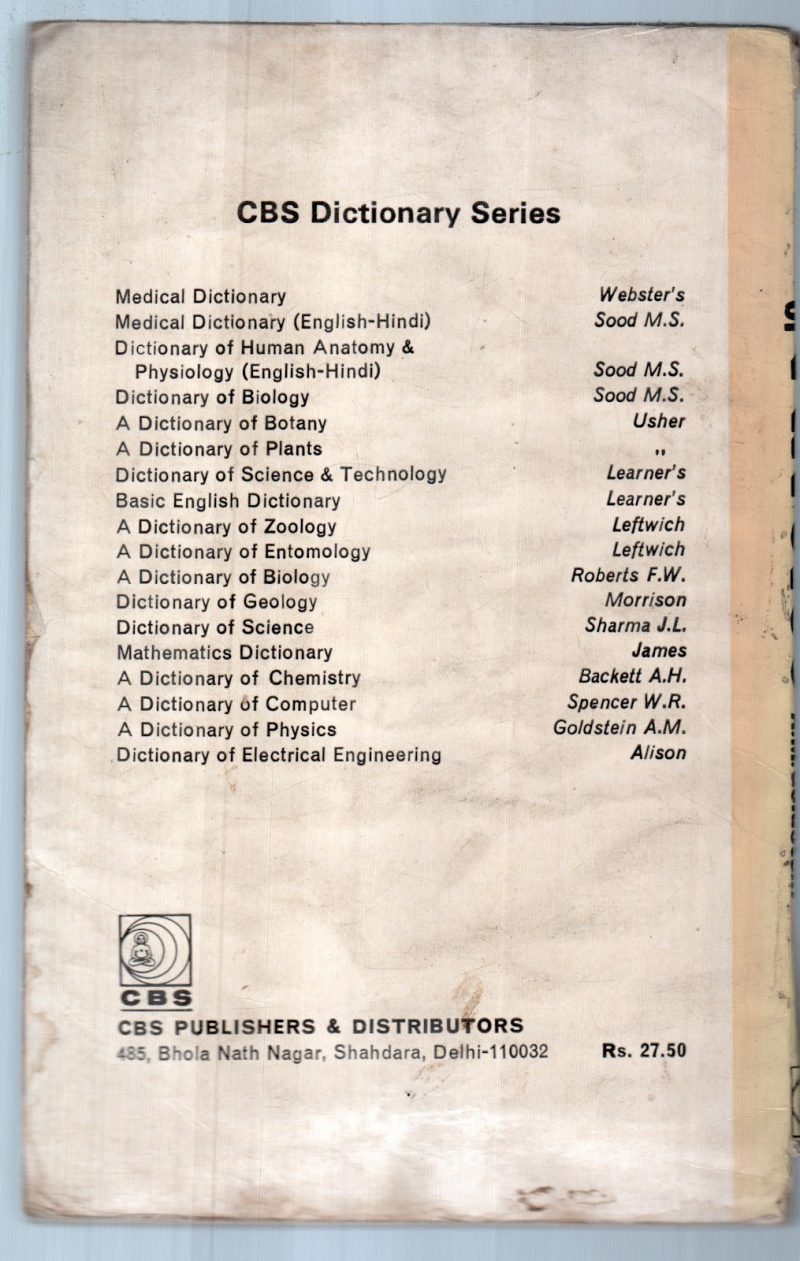 CBS Dictionary Series
Medical Dictionary Webster's
Medical Dictionary (English-Hindi) Sood M.S.
Dictionary of Human Anatomy &
Physiology (English-Hindi) Sood M.S.
Dictionary of Biology Sood M.S.
A Dictionary of Botany Usher
A Dictionary of Plants ,,
Dictionary of Science & Technology Learner's
Basic English Dictionary Learner's
A Dictionary of Zoology Leftwich
A Dictionary of Entomology Leftwich
A Dictionary of Biology Roberts F.W.
Dictionary of Geology Morrison
Dictionary of Science Sharma J.L.
Mathematics Dictionary James
A Dictionary of Chemistry Backett A.H.
A Dictionary of Computer Spencer W.R.
A Dictionary of Physics Goldstein A.M.
Dictionary of Electrical Engineering Alison
CBS
CBS PUBLISHERS & DISTRIBUTORS
485, Bhola Nath Nagar, Shahdara, Delhi-110032 Rs. 27.50